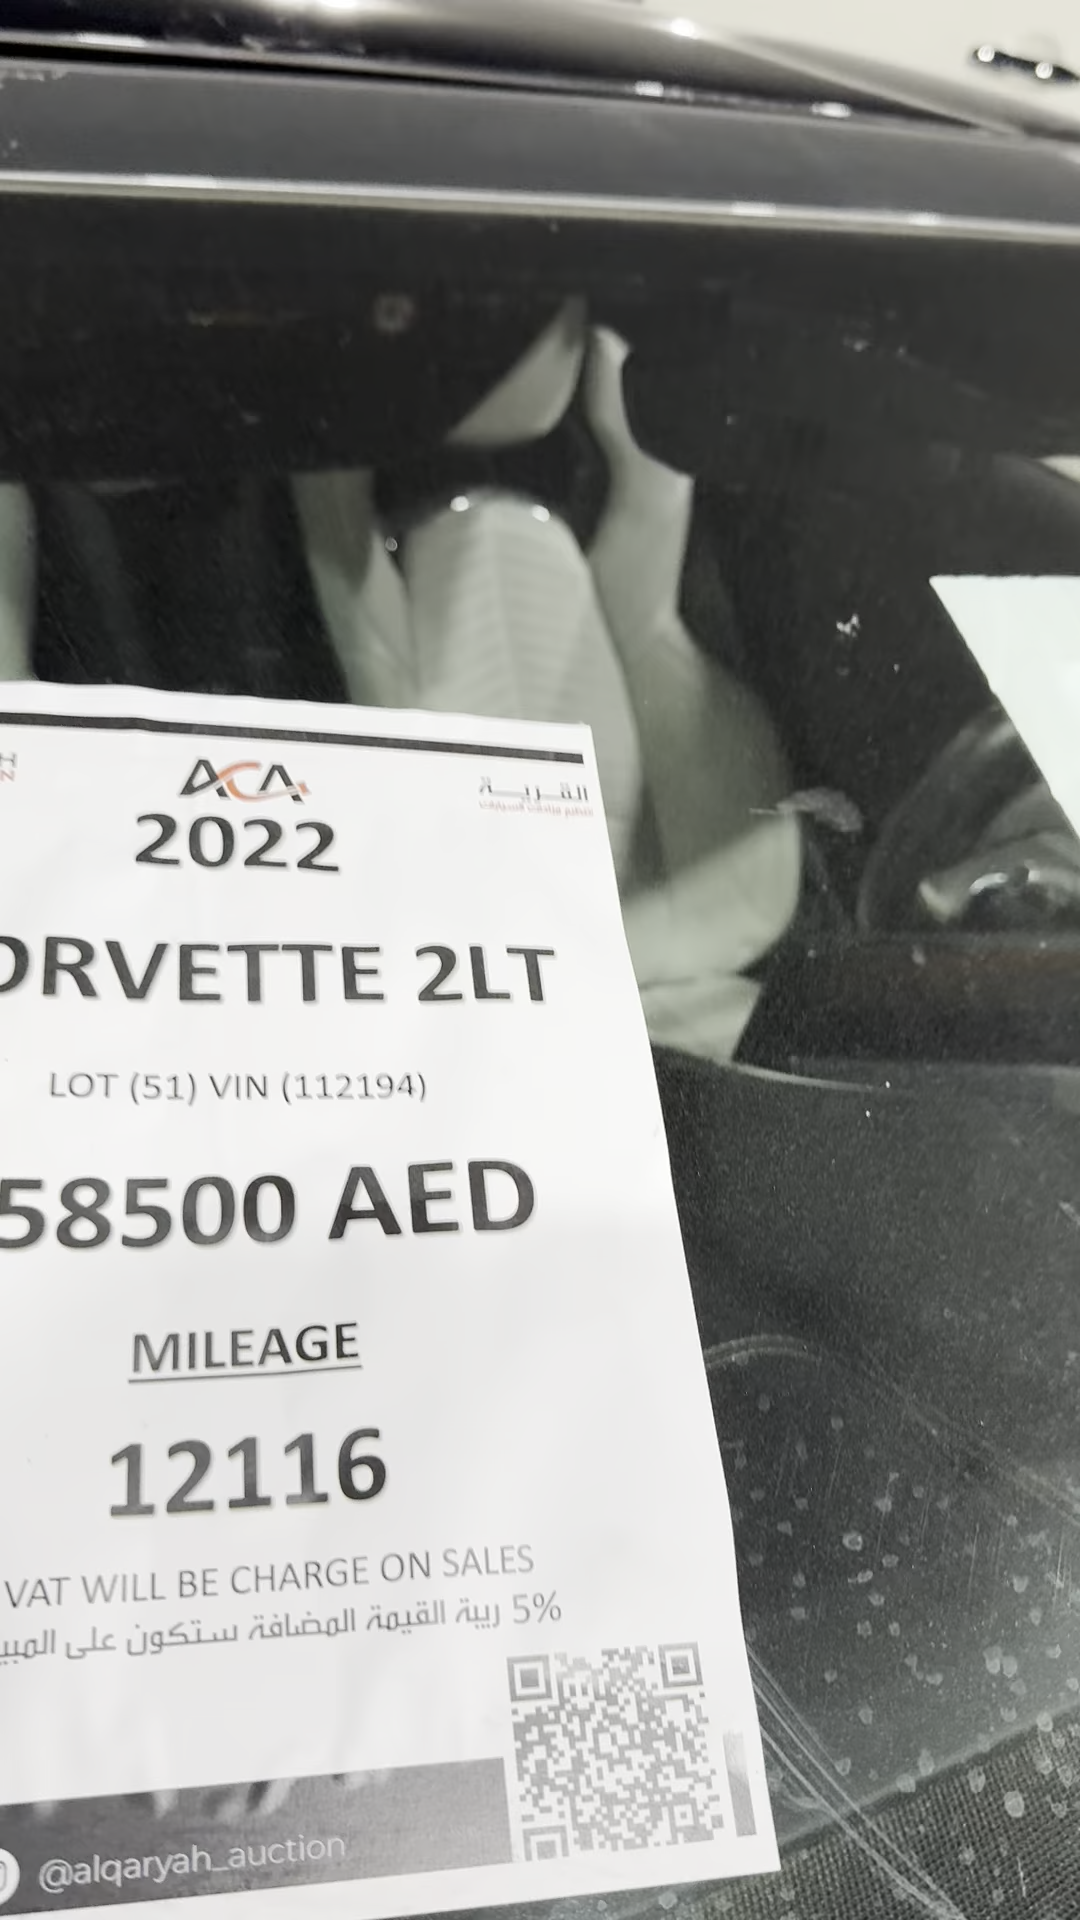 ACA
القرية
2022
ORVETTE 2LT
LOT (51) VIN (112194)
58500 AED
MILEAGE
12116
VAT WILL BE CHARGE ON SALES
5% ريبة القيمة المضافة ستكون على المبي
@alqaryah_auction